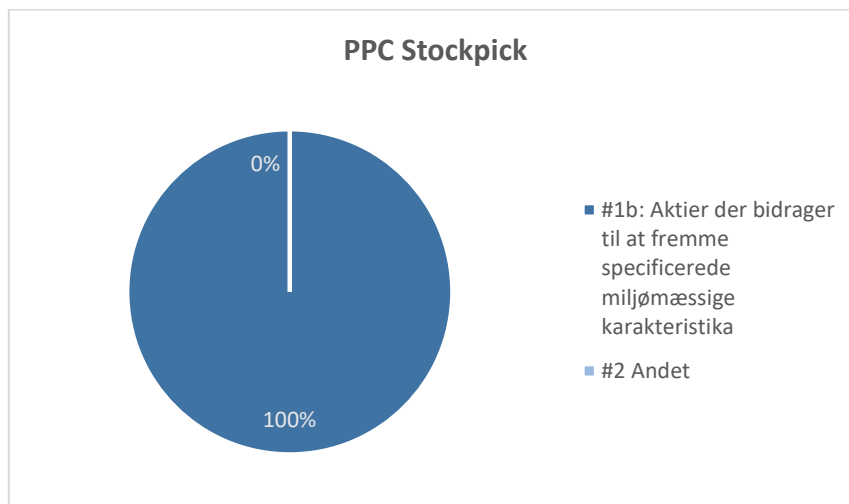 PPC Stockpick
0%
100%
#1b: Aktier der bidrager
til at fremme
specificerede
miljømæssige
karakteristika
#2 Andet